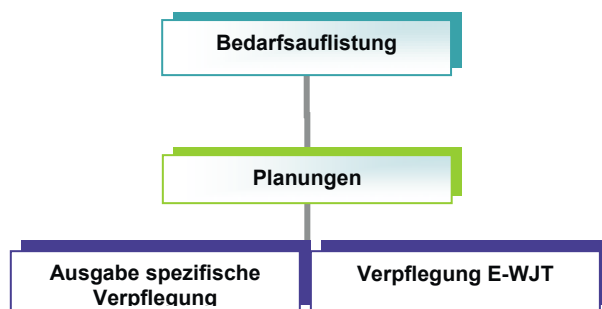 Bedarfsauflistung
Planungen
Ausgabe spezifische
Verpflegung
Verpflegung E-WJT